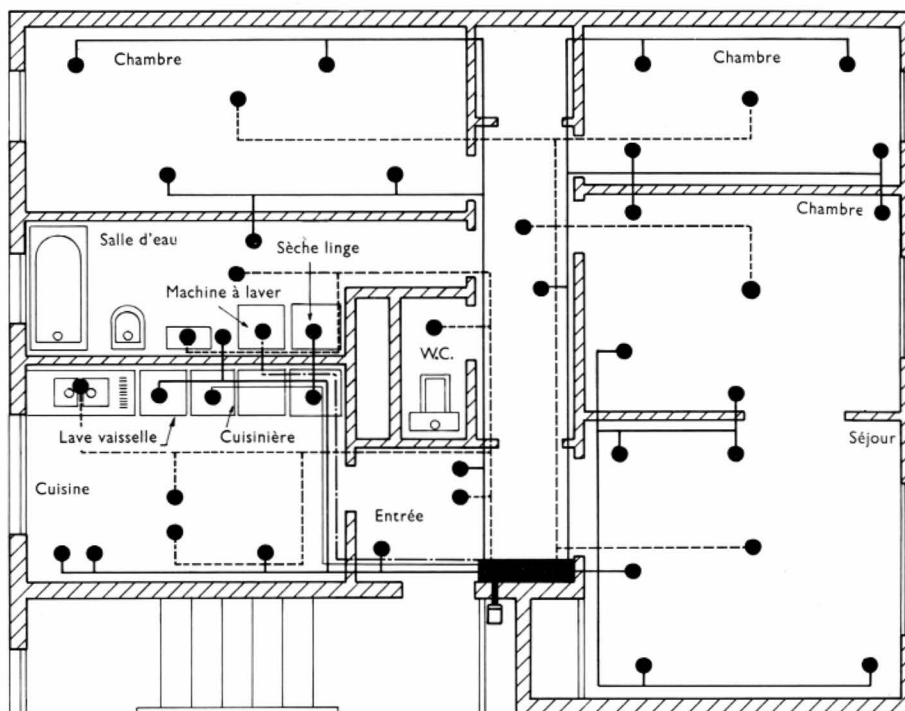 Chambre
Chambre
Chambre
Salle d'eau
Sèche linge
Machine à laver
W.C.
Lave vaisselle
Cuisinière
Séjour
Cuisine
Entrée